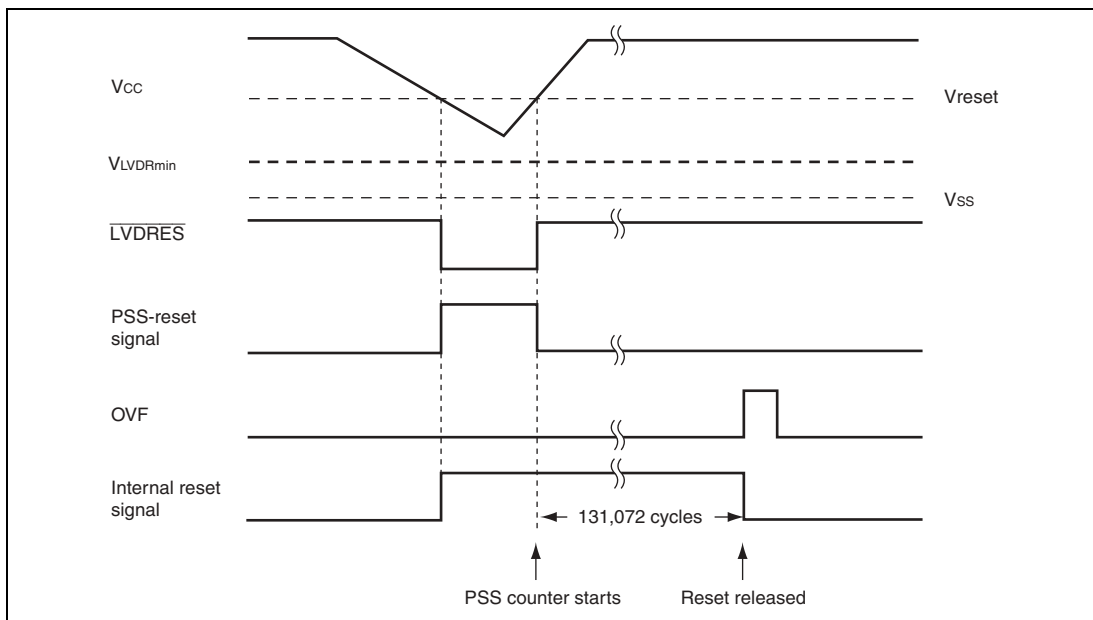 Vcc
Vreset
VLVDRmin
Vss
LVDRES
PSS-reset
signal
OVF
Internal reset
signal
131,072 cycles
PSS counter starts
Reset released